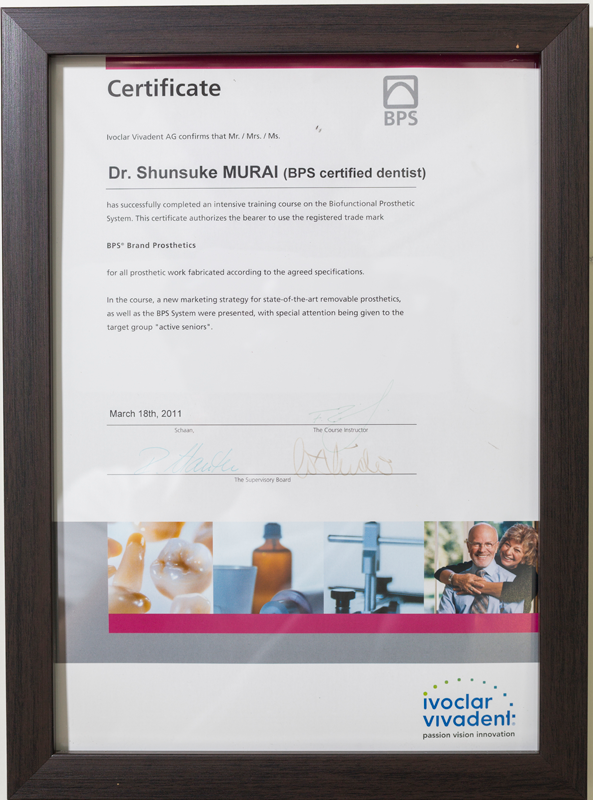 Certificate
BPS
Ivoclar Vivadent AG confirms that Mr. / Mrs. / Ms.
Dr. Shunsuke MURAI (BPS certified dentist)
has successfully completed an intensive training course on the Biofunctional Prosthetic
System. This certificate authorizes the bearer to use the registered trade mark
BPS® Brand Prosthetics
for all prosthetic work fabricated according to the agreed specifications.
In the course, a new marketing strategy for state-of-the-art removable prosthetics,
as well as the BPS System were presented, with special attention being given to the
target group "active seniors".
March 18th, 2011
Schaan,
The Course Instructor
The Supervisory Board
ivoclar
vivadent:
passion vision innovation